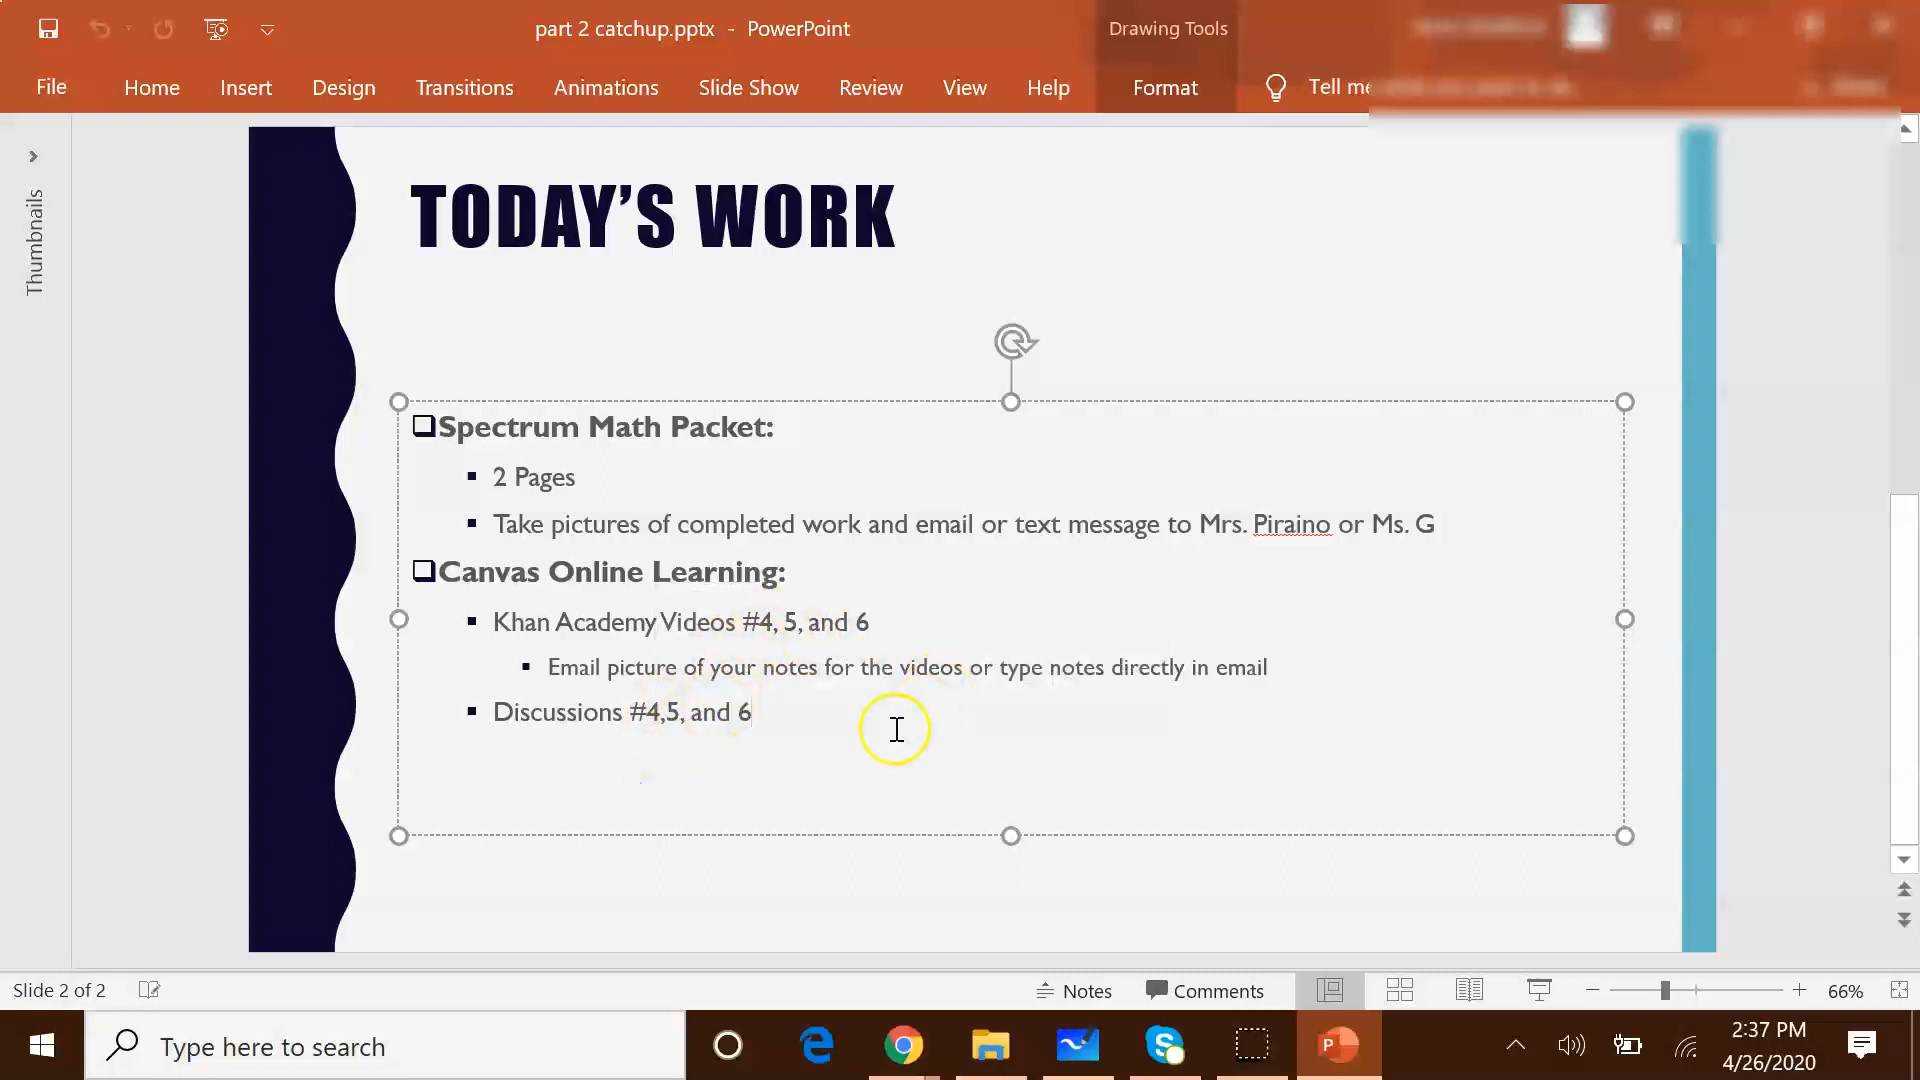 part 2 catchup.pptx - PowerPoint
Drawing Tools
File Home Insert Design Transitions Animations Slide Show Review View Help Format Tell me
Thumbnails
TODAY'S WORK
❑Spectrum Math Packet:
▪ 2 Pages
▪ Take pictures of completed work and email or text message to Mrs. Piraino or Ms. G
❑Canvas Online Learning:
▪ Khan Academy Videos #4, 5, and 6
▪ Email picture of your notes for the videos or type notes directly in email
▪ Discussions #4,5, and 6
Slide 2 of 2
Notes
Comments
66%
Type here to search
2:37 PM
4/26/2020